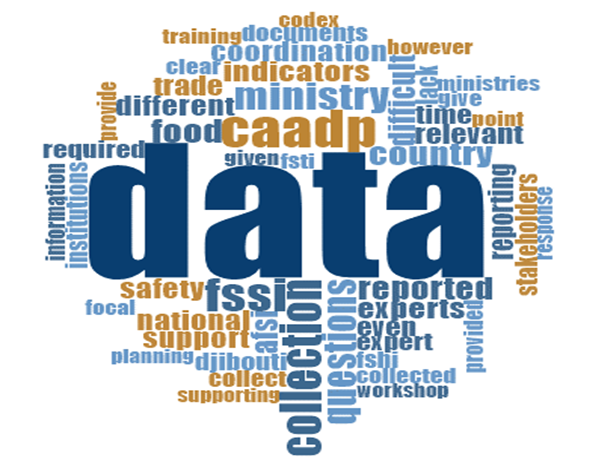 codex
training documents
coordination however
clear indicators
trade ministry difficult lack ministries
provide different caadp give
time point
food relevant
required given fsti country
information institutions data reporting stakeholders response
safety fssi collection questions reported
focal afsi experts provided
national even
support expert
planning djibouti fshi
collect collected
supporting workshop